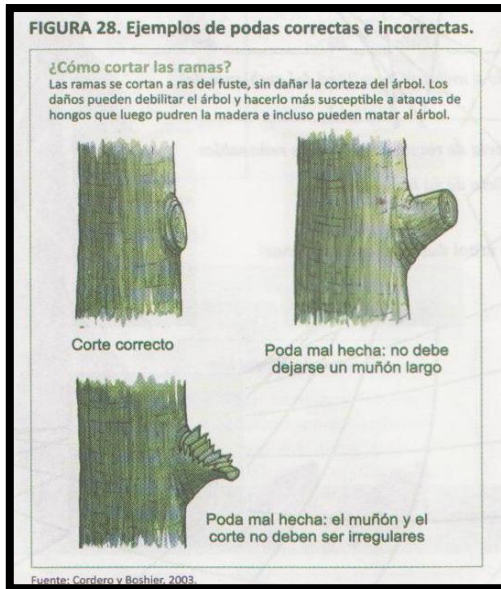 FIGURA 28. Ejemplos de podas correctas e incorrectas.
¿Cómo cortar las ramas?
Las ramas se cortan a ras del fuste, sin dañar la corteza del árbol. Los
daños pueden debilitar el árbol y hacerlo más susceptible a ataques de
hongos que luego pudren la madera e incluso pueden matar al árbol.
Corte correcto
Poda mal hecha: no debe
dejarse un muñón largo
Poda mal hecha: el muñón y el
corte no deben ser irregulares
Fuente: Cordero y Boshier, 2003.